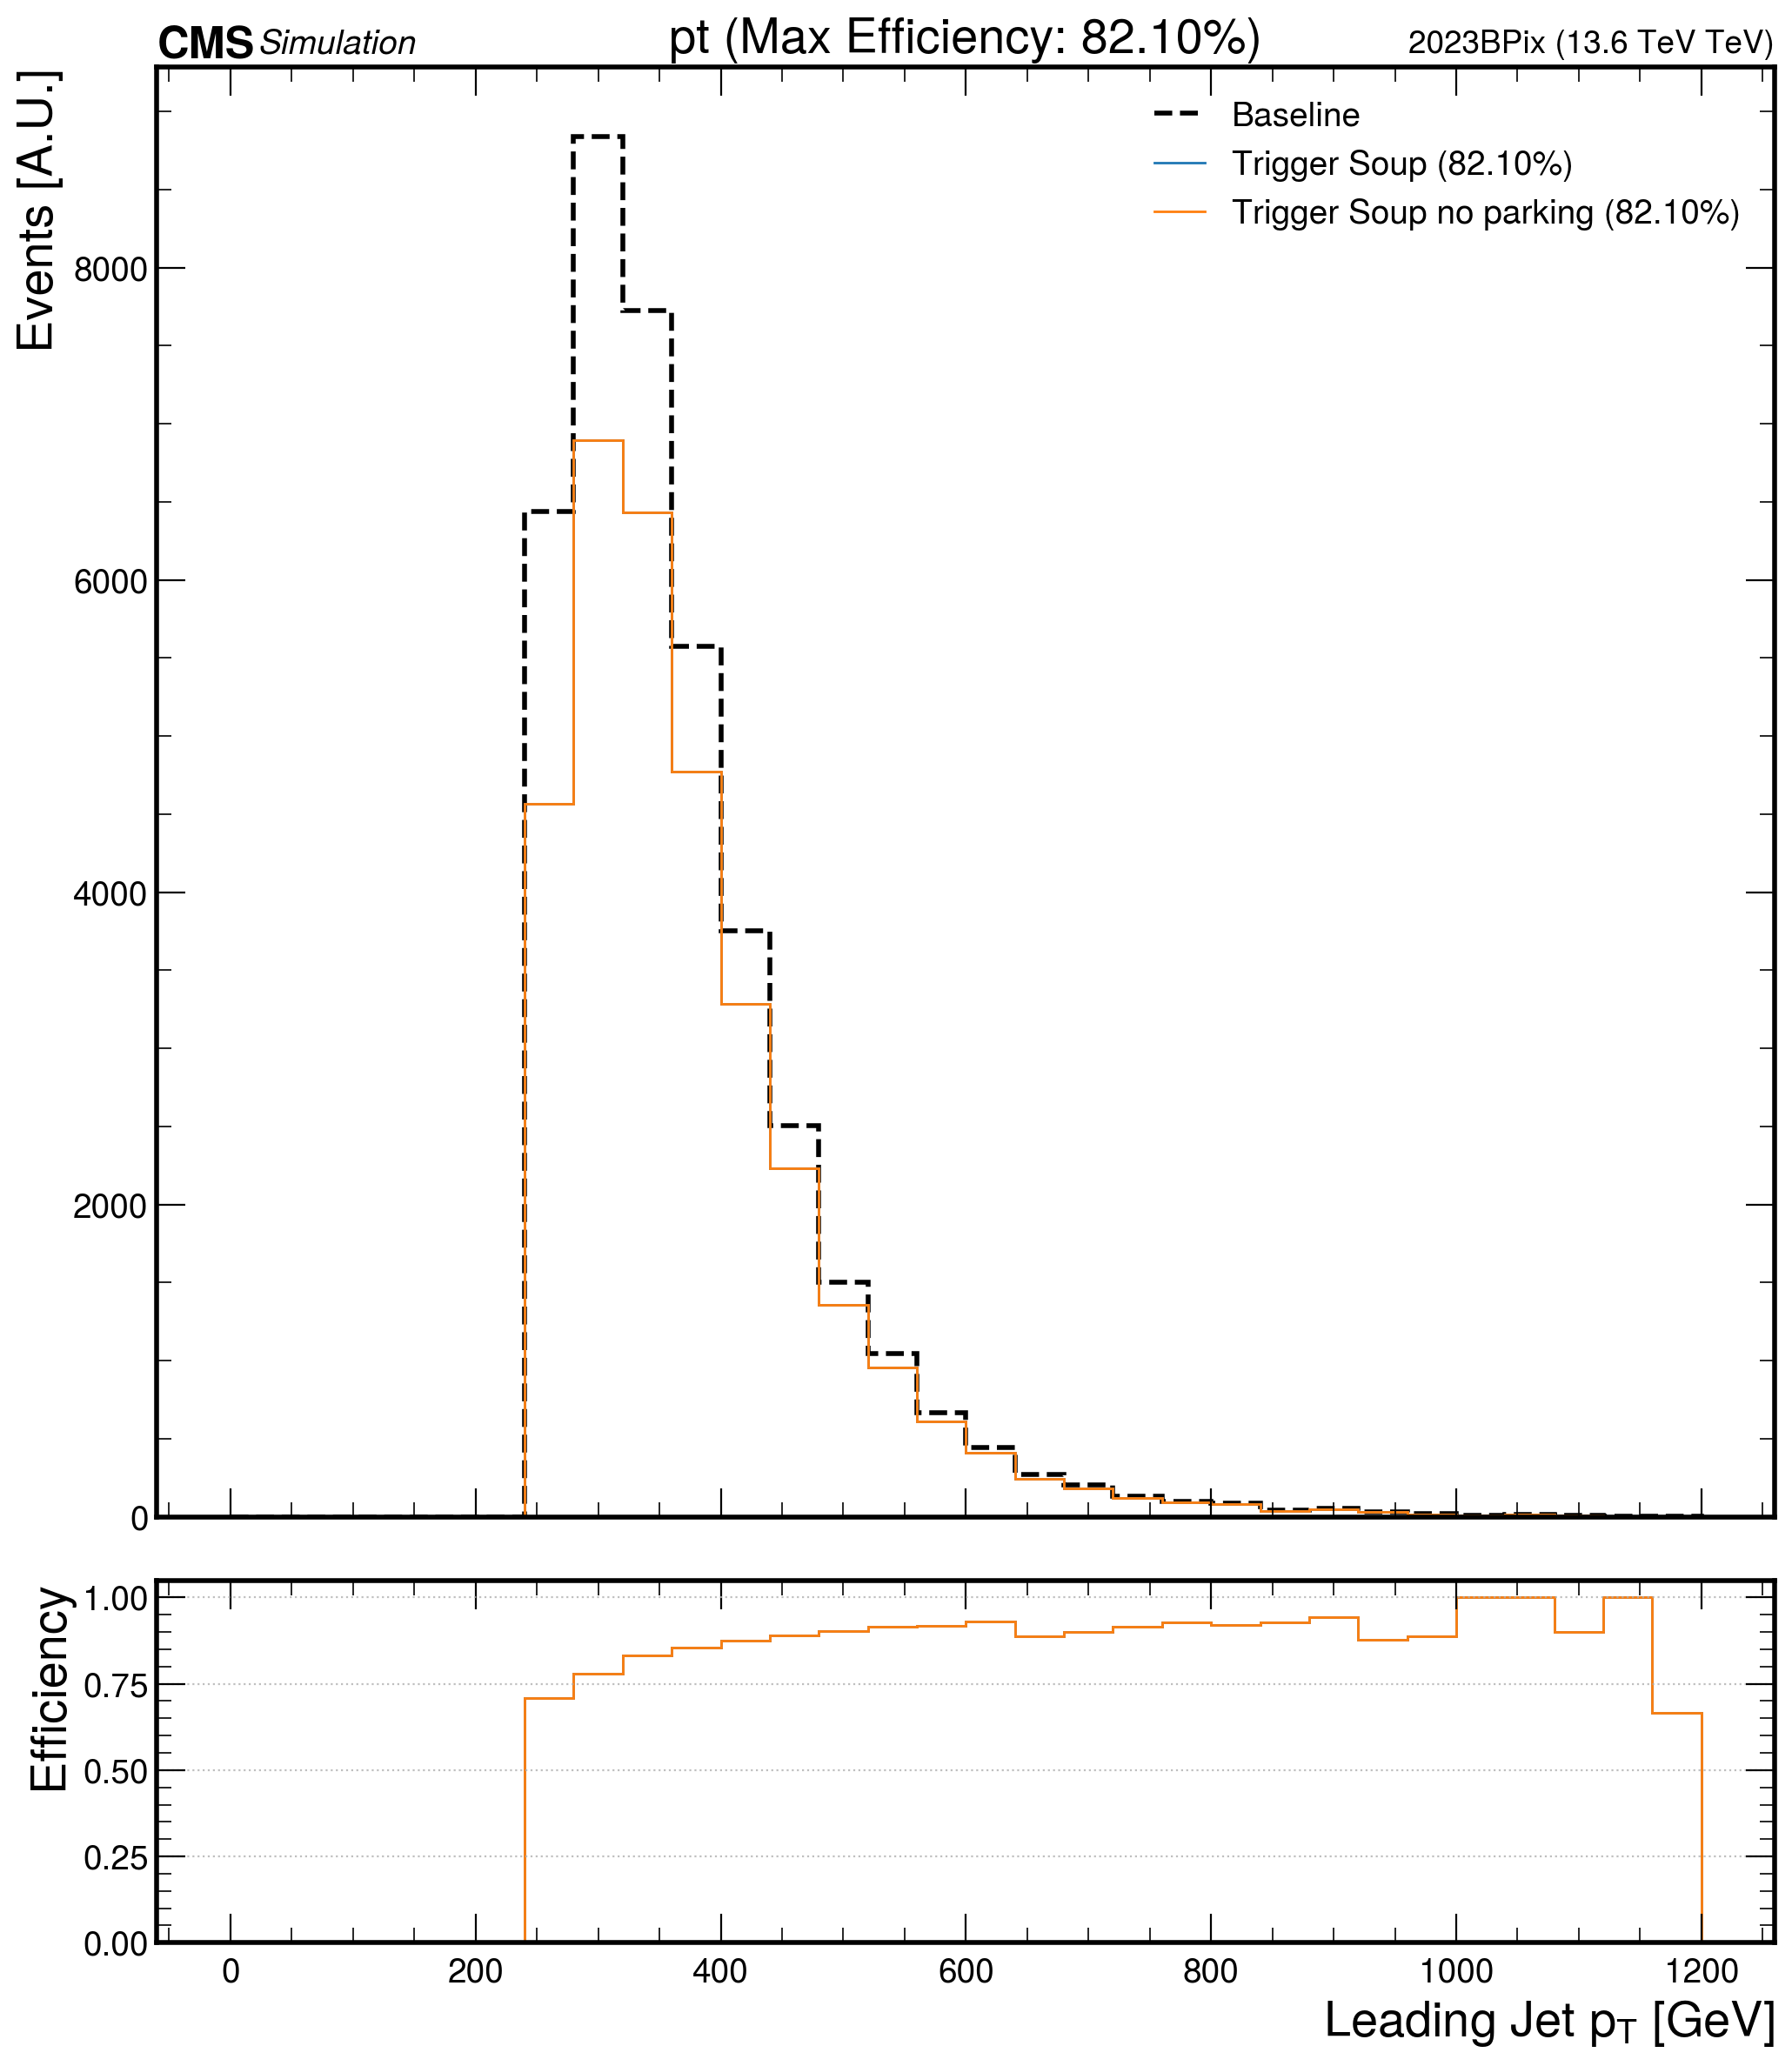 CMS Simulation
pt (Max Efficiency: 82.10%)
2023BPix (13.6 TeV TeV)
Events [A.U.]
Baseline
Trigger Soup (82.10%)
Trigger Soup no parking (82.10%)
8000
6000
4000
2000
0
Efficiency
1.00
0.75
0.50
0.25
0.00
0 200 400 600 800 1000 1200
Leading Jet pT [GeV]